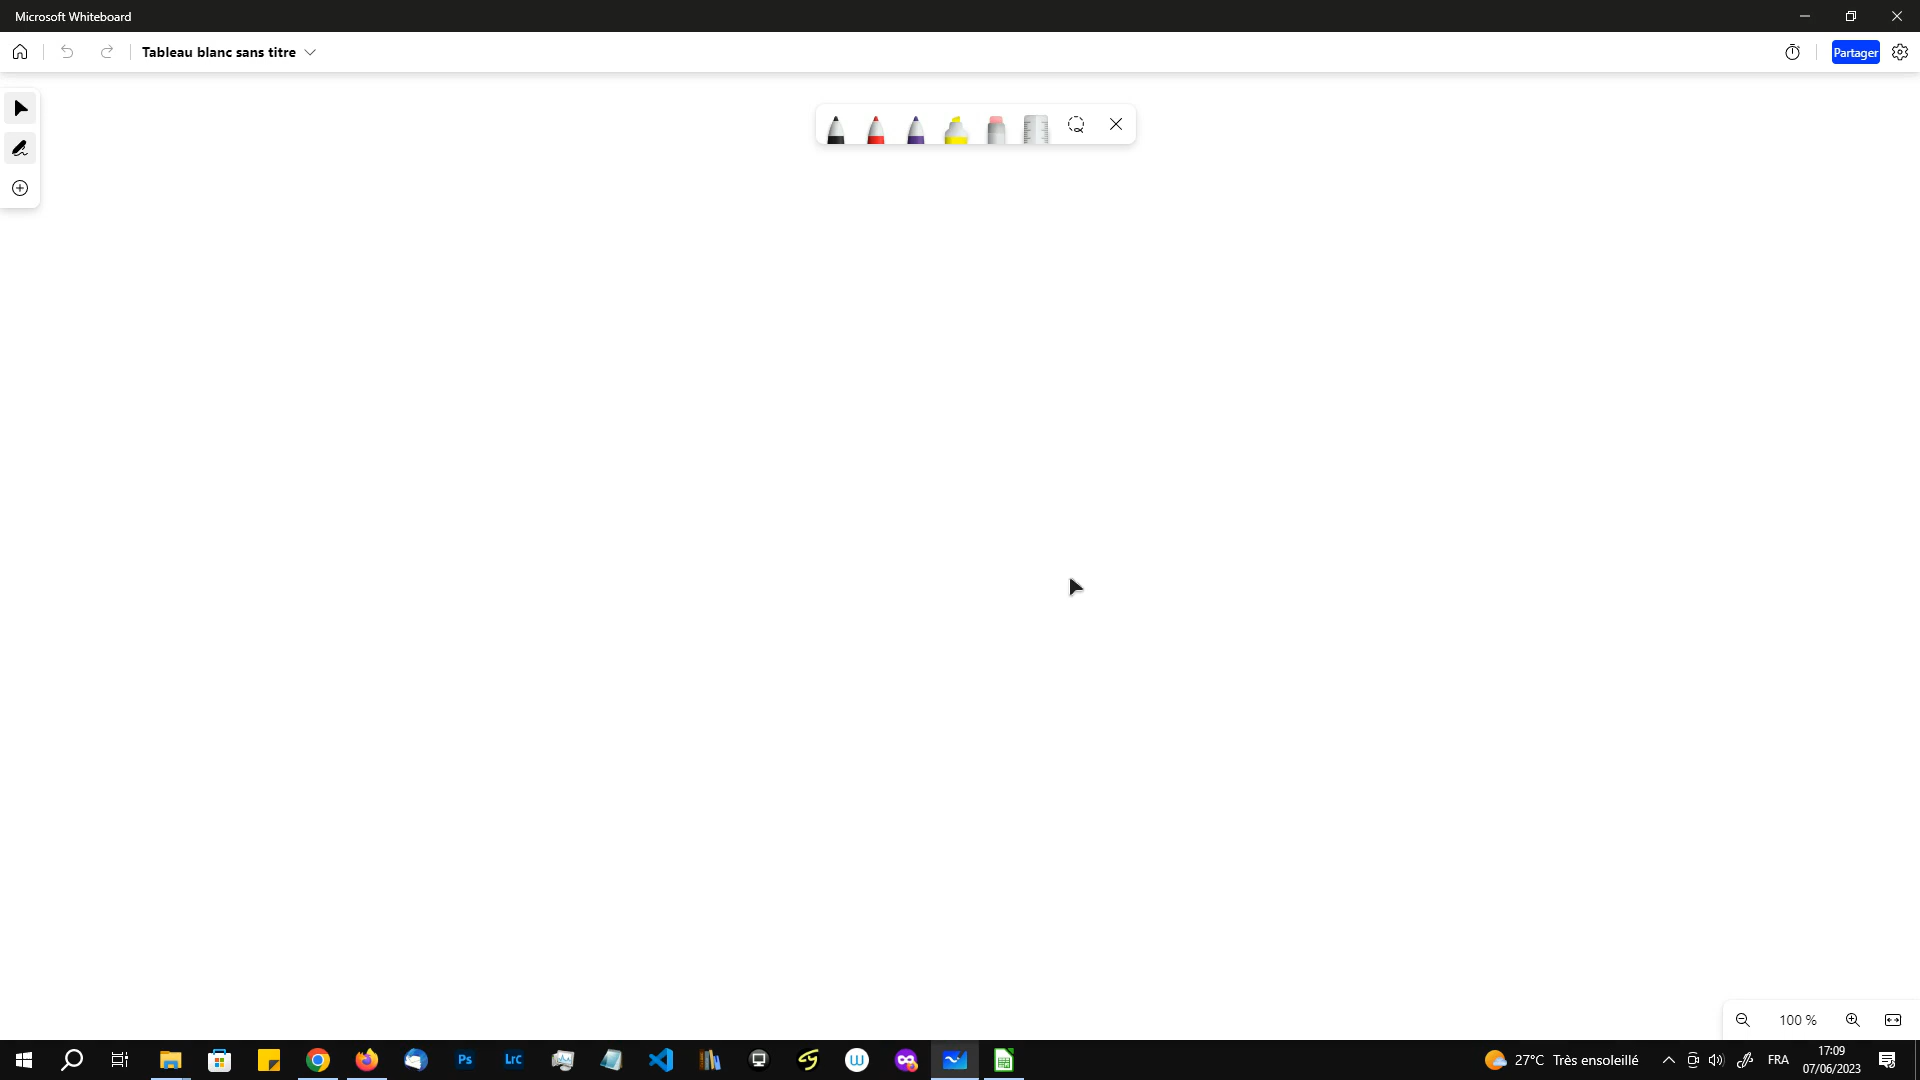 Microsoft Whiteboard
Tableau blanc sans titre
Partager
100 %
Ps
LrC
27°C Très ensoleillé
FRA
17:09
07/06/2023